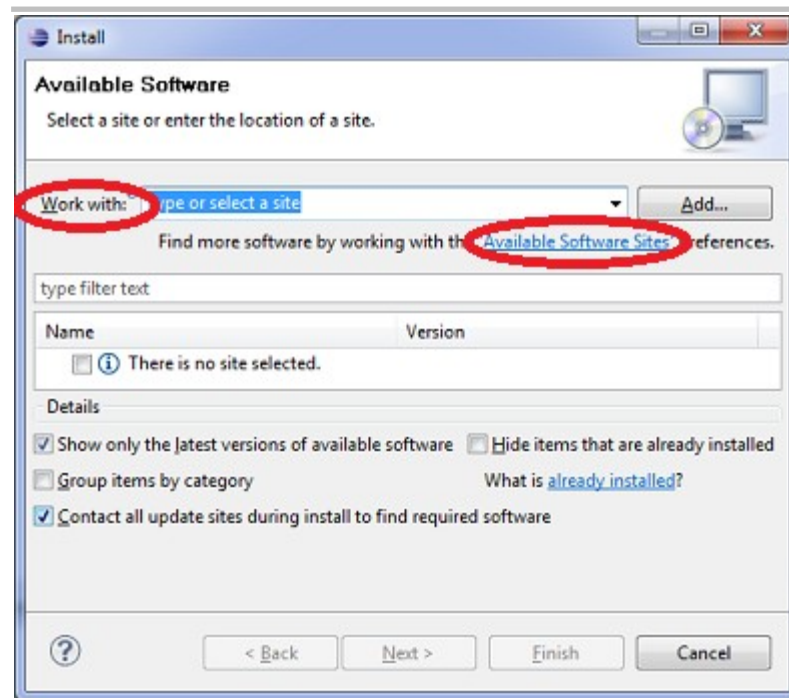 Install
Available Software
Select a site or enter the location of a site.
Work with: ype or select a site Add...
Find more software by working with th "Available Software Sites" references.
type filter text
Name Version
There is no site selected.
Details
Show only the latest versions of available software Hide items that are already installed
Group items by category What is already installed?
Contact all update sites during install to find required software
? < Back Next > Finish Cancel